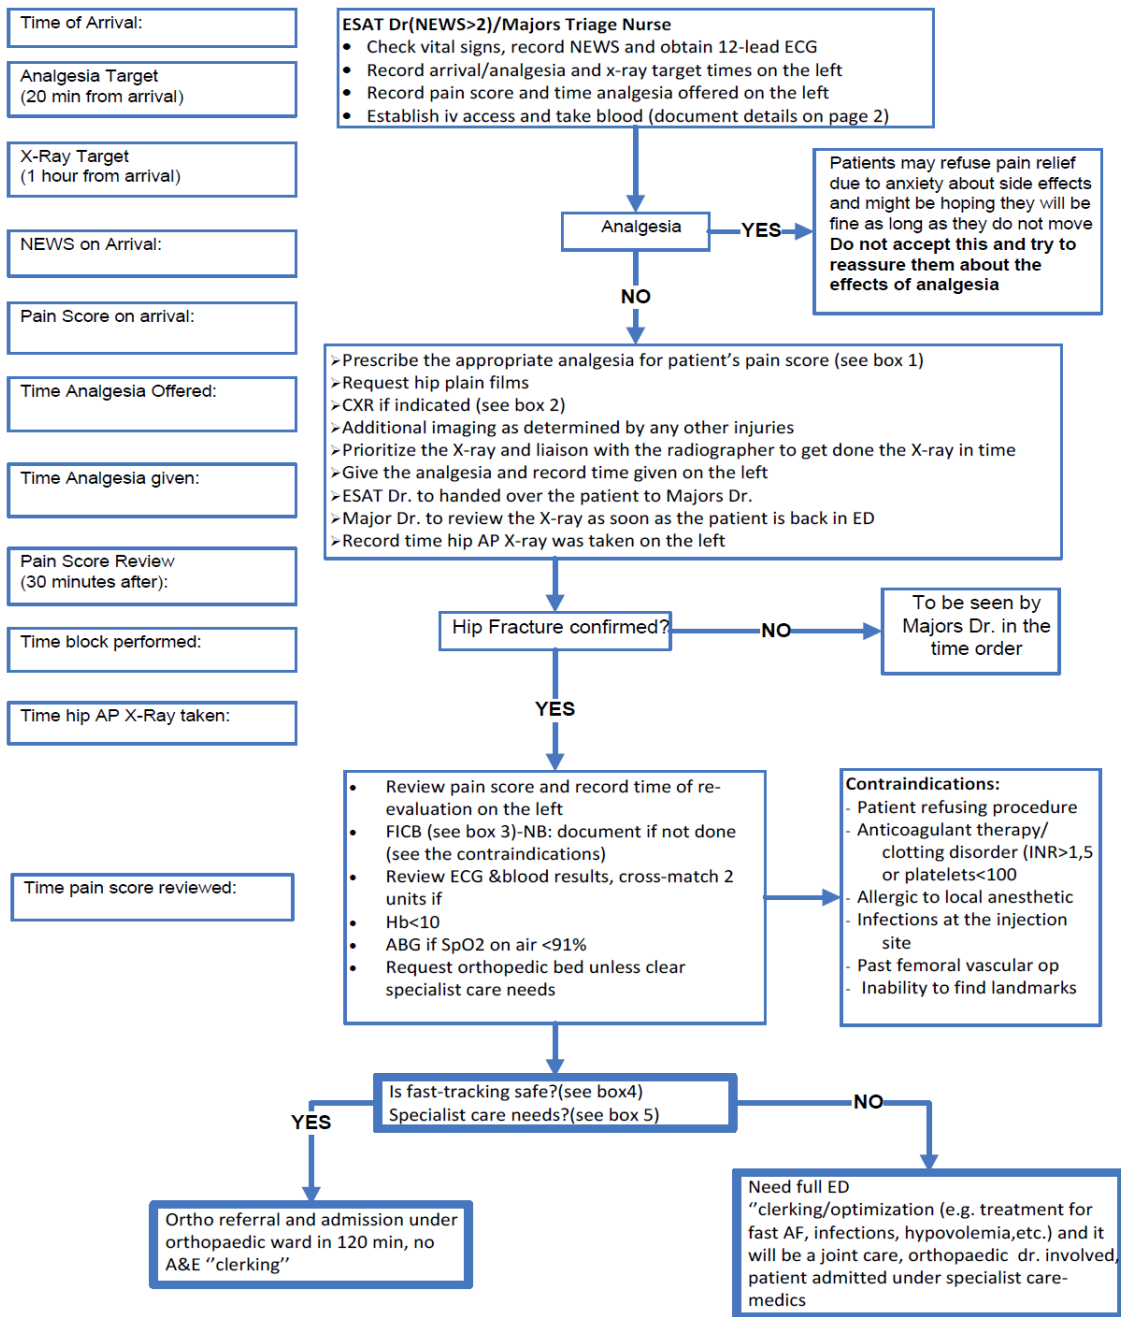 Time of Arrival:
Analgesia Target
(20 min from arrival)
X-Ray Target
(1 hour from arrival)
NEWS on Arrival:
Pain Score on arrival:
Time Analgesia Offered:
Time Analgesia given:
Pain Score Review
(30 minutes after):
Time block performed:
Time hip AP X-Ray taken:
Time pain score reviewed:
ESAT Dr(NEWS>2)/Majors Triage Nurse
• Check vital signs, record NEWS and obtain 12-lead ECG
• Record arrival/analgesia and x-ray target times on the left
• Record pain score and time analgesia offered on the left
• Establish iv access and take blood (document details on page 2)
Analgesia
YES
Patients may refuse pain relief
due to anxiety about side effects
and might be hoping they will be
fine as long as they do not move
Do not accept this and try to
reassure them about the
effects of analgesia
NO
➢Prescribe the appropriate analgesia for patient's pain score (see box 1)
➢Request hip plain films
➢CXR if indicated (see box 2)
➢Additional imaging as determined by any other injuries
➢Prioritize the X-ray and liaison with the radiographer to get done the X-ray in time
➢Give the analgesia and record time given on the left
➢ESAT Dr. to handed over the patient to Majors Dr.
➢Major Dr. to review the X-ray as soon as the patient is back in ED
➢Record time hip AP X-ray was taken on the left
Hip Fracture confirmed?
NO
To be seen by
Majors Dr. in the
time order
YES
• Review pain score and record time of re-
evaluation on the left
• FICB (see box 3)-NB: document if not done
(see the contraindications)
• Review ECG &blood results, cross-match 2
units if
• Hb<10
• ABG if SpO2 on air <91%
• Request orthopedic bed unless clear
specialist care needs
Contraindications:
- Patient refusing procedure
- Anticoagulant therapy/
clotting disorder (INR>1,5
or platelets<100
- Allergic to local anesthetic
- Infections at the injection
site
- Past femoral vascular op
- Inability to find landmarks
Is fast-tracking safe?(see box4)
Specialist care needs?(see box 5)
YES
NO
Ortho referral and admission under
orthopaedic ward in 120 min, no
A&E ‘’clerking’’
Need full ED
‘’clerking/optimization (e.g. treatment for
fast AF, infections, hypovolemia,etc.) and it
will be a joint care, orthopaedic dr. involved,
patient admitted under specialist care-
medics